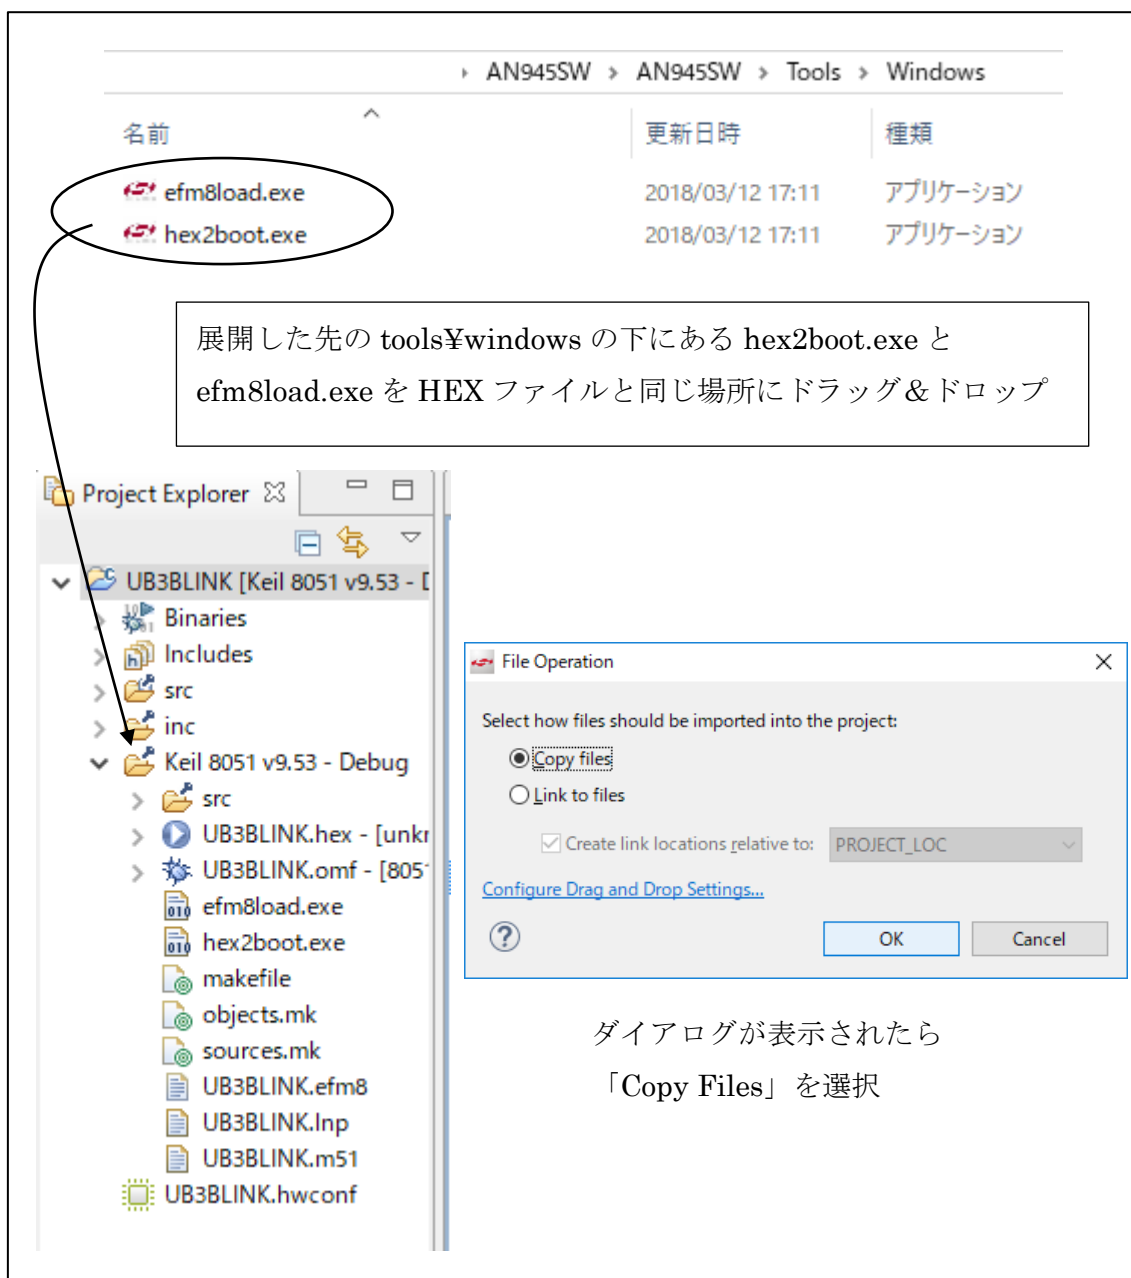 AN945SW > AN945SW > Tools > Windows
名前 更新日時 種類
efm8load.exe 2018/03/12 17:11 アプリケーション
hex2boot.exe 2018/03/12 17:11 アプリケーション
展開した先の tools¥windows の下にある hex2boot.exe と
efm8load.exe を HEX ファイルと同じ場所にドラッグ＆ドロップ
Project Explorer
UB3BLINK [Keil 8051 v9.53 - D
Binaries
Includes
src
inc
Keil 8051 v9.53 - Debug
src
UB3BLINK.hex - [unkr
UB3BLINK.omf - [805
efm8load.exe
hex2boot.exe
makefile
objects.mk
sources.mk
UB3BLINK.efm8
UB3BLINK.lnp
UB3BLINK.m51
UB3BLINK.hwconf
File Operation
Select how files should be imported into the project:
Copy files
Link to files
Create link locations relative to: PROJECT_LOC
Configure Drag and Drop Settings...
OK Cancel
ダイアログが表示されたら
「Copy Files」を選択